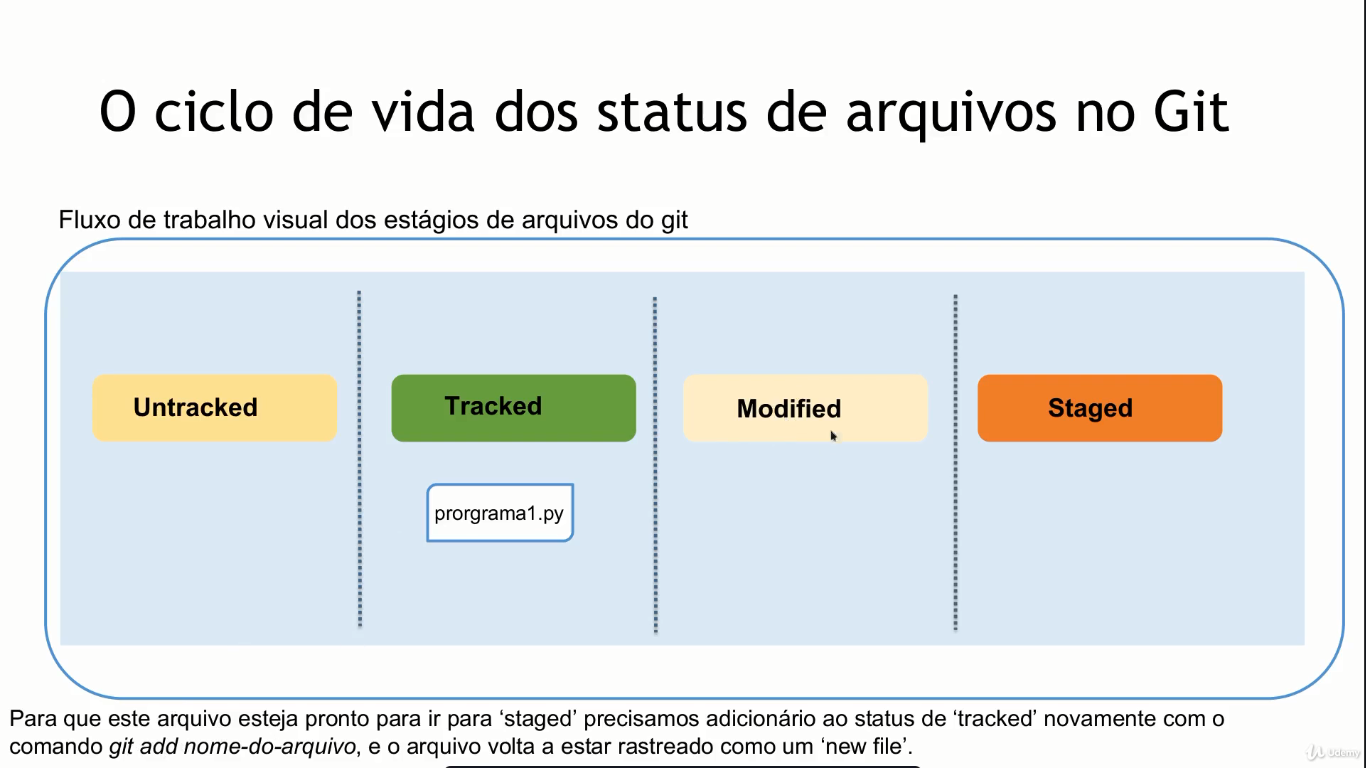 O ciclo de vida dos status de arquivos no Git
Fluxo de trabalho visual dos estágios de arquivos do git
Untracked
Tracked
Modified
Staged
prorgrama1.py
Para que este arquivo esteja pronto para ir para ‘staged’ precisamos adicionário ao status de ‘tracked’ novamente com o
comando git add nome-do-arquivo, e o arquivo volta a estar rastreado como um ‘new file’.
Udemy